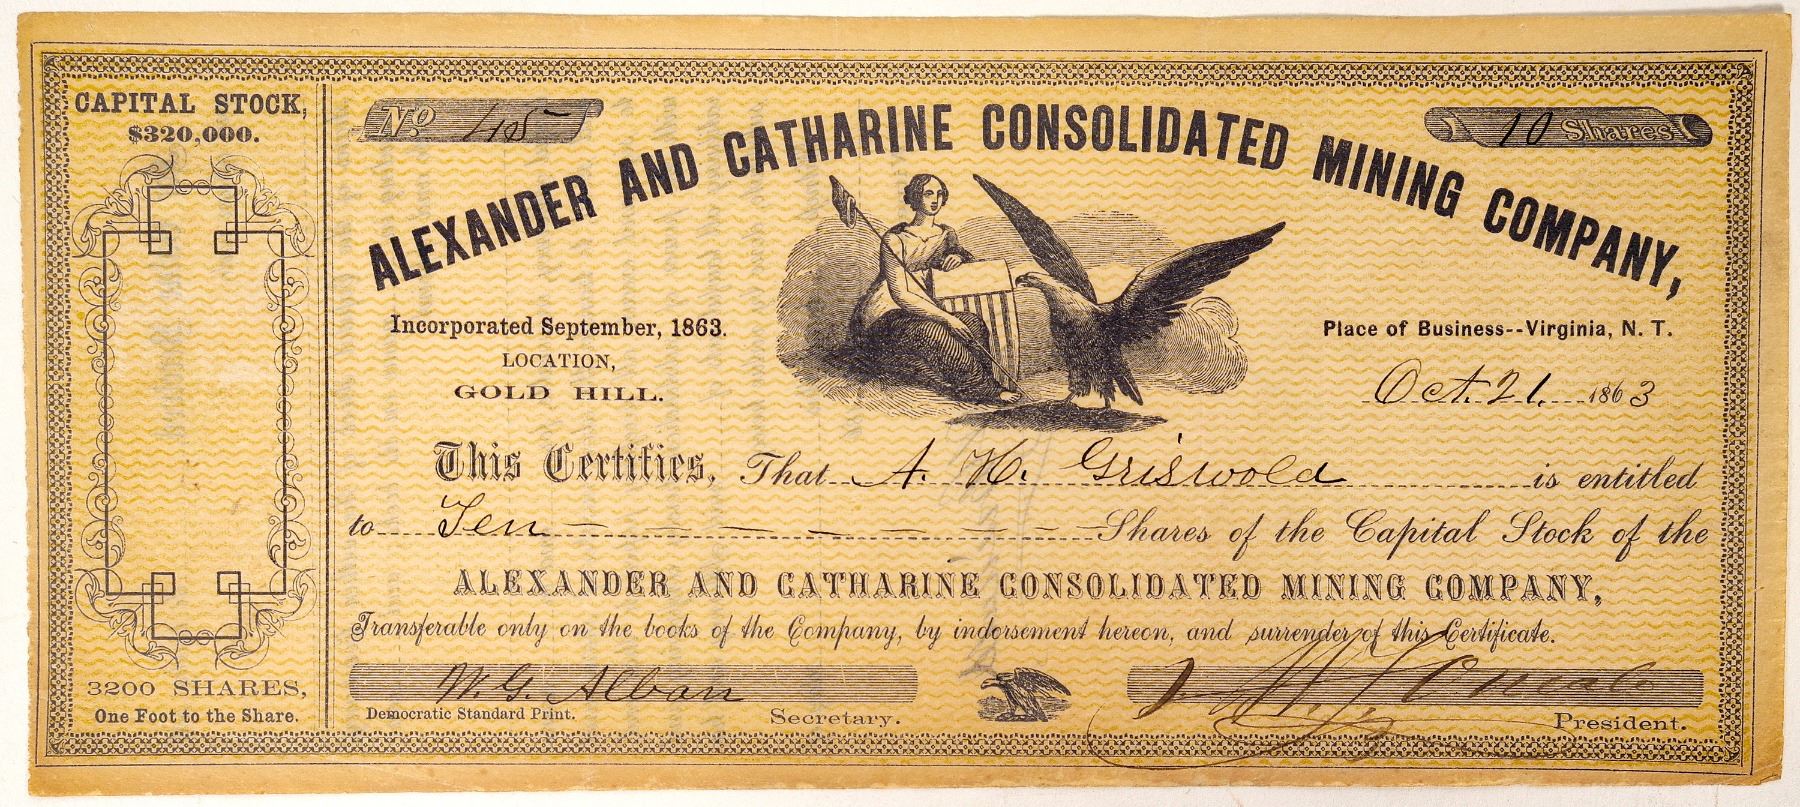 CAPITAL STOCK,
$320,000.
3200 SHARES,
One Foot to the Share.
No 405
10 Shares
ALEXANDER AND CATHARINE CONSOLIDATED MINING COMPANY,
Incorporated September, 1863.
LOCATION,
GOLD HILL.
Place of Business--Virginia, N. T.
Oct. 21. 1863
This Certifies, That A. H. Griswold is entitled
to Ten Shares of the Capital Stock of the
ALEXANDER AND CATHARINE CONSOLIDATED MINING COMPANY,
Transferable only on the books of the Company, by indorsement hereon, and surrender of this Certificate.
W. G. Alban
Democratic Standard Print.
Secretary.
President.